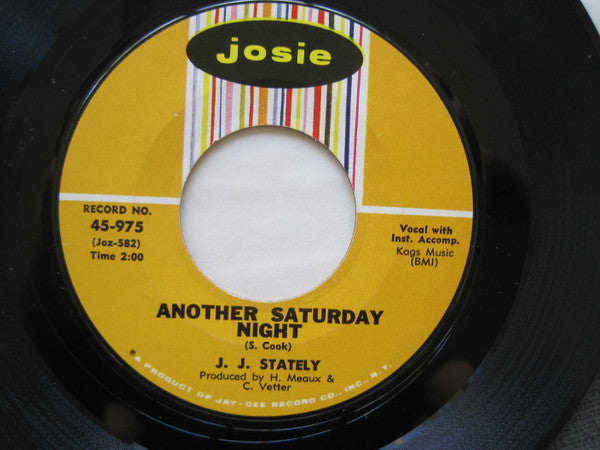 josie
RECORD NO.
45-975
(Joz-582)
Time 2:00
Vocal with
Inst. Accomp.
Kags Music
(BMI)
ANOTHER SATURDAY
NIGHT
(S. Cook)
J. J. STATELY
Produced by H. Meaux &
C. Vetter
®A PRODUCT OF JAY-GEE RECORD CO., INC., N. Y.